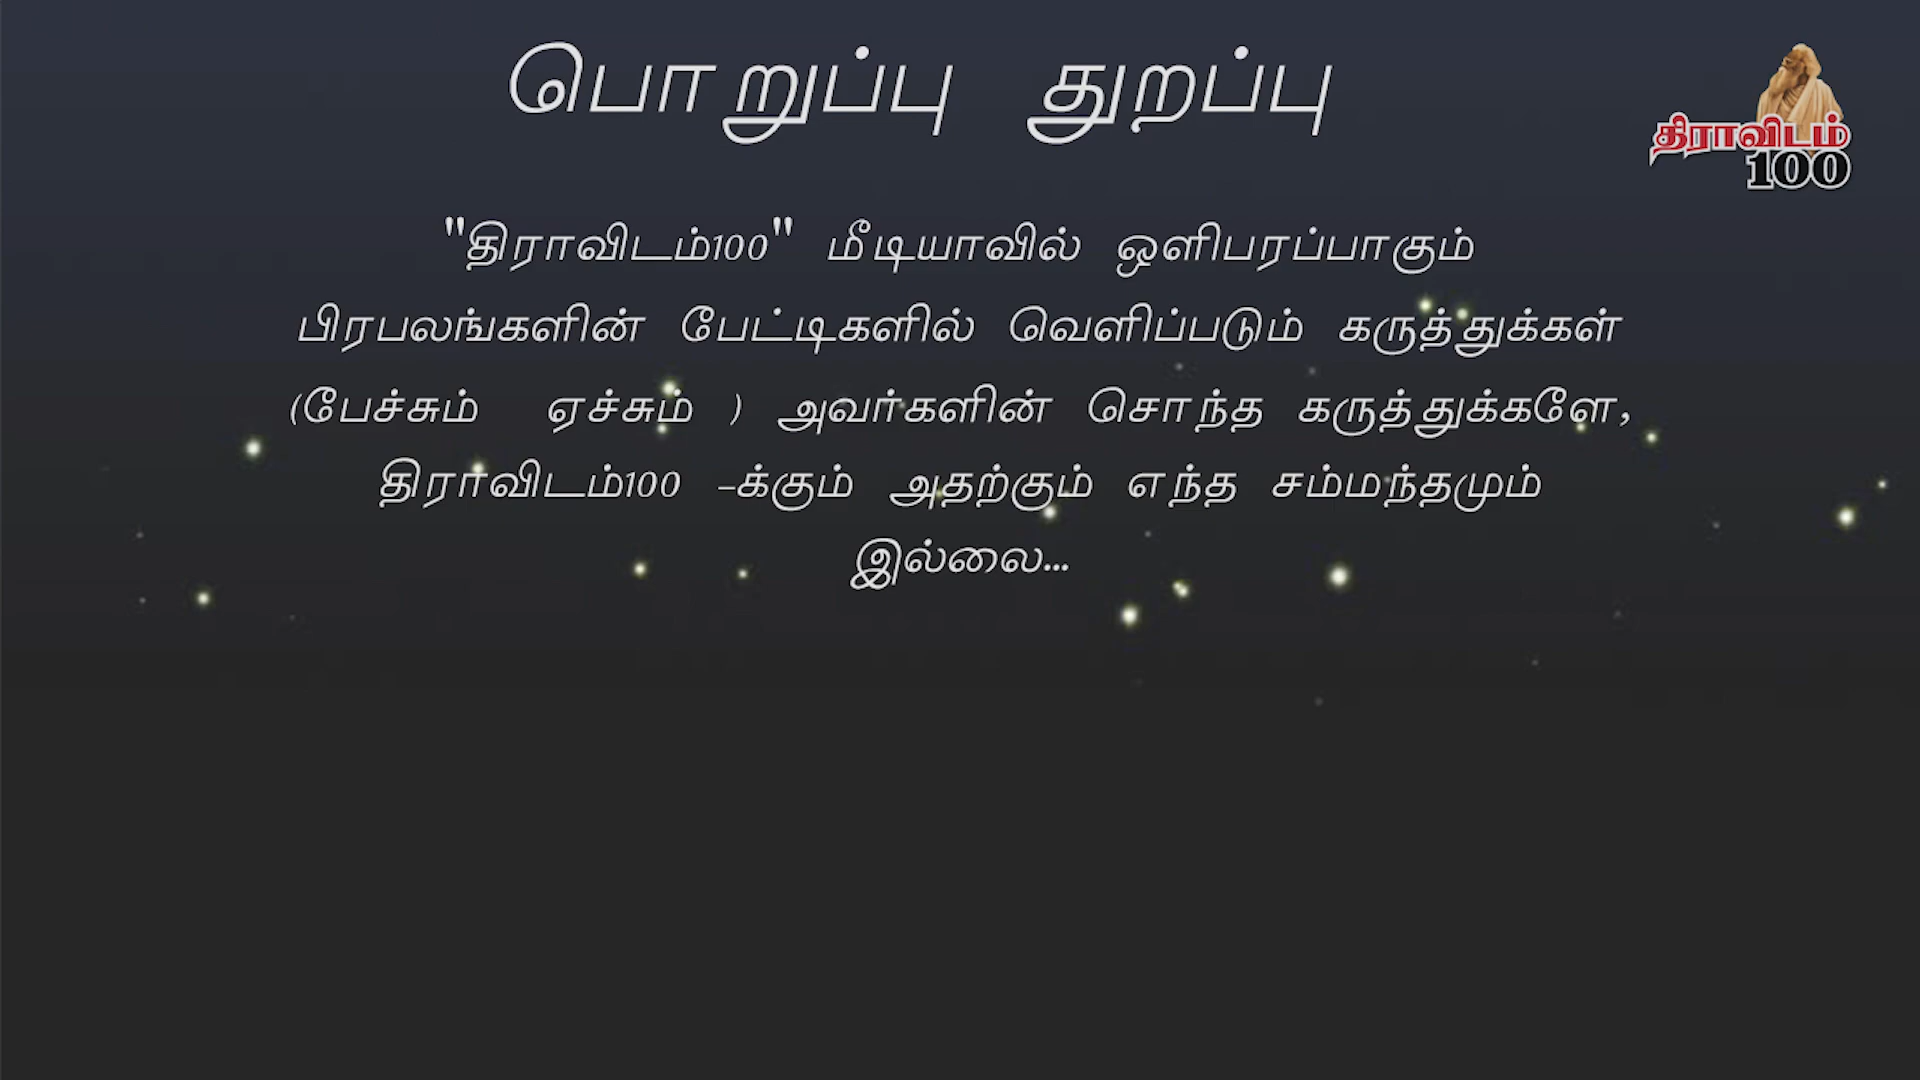 பொறுப்பு துறப்பு
திராவிடம்
100
"திராவிடம்100" மீடியாவில் ஒளிபரப்பாகும்
பிரபலங்களின் பேட்டிகளில் வெளிப்படும் கருத்துக்கள்
(பேச்சும் ஏச்சும் ) அவர்களின் சொந்த கருத்துக்களே,
திரர்விடம்100 -க்கும் அதற்கும் எந்த சம்மந்தமும்
இல்லை...